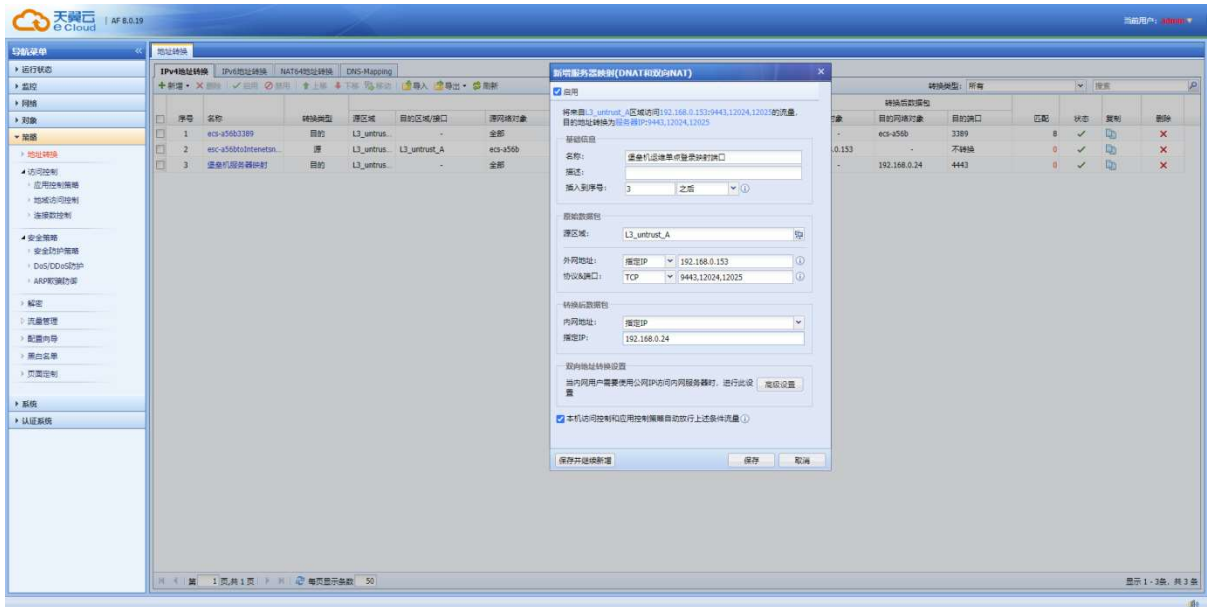 天翼云 e Cloud | AF 8.0.19
当前用户: admin
导航菜单
地址转换
运行状态
监控
网络
对象
策略
地址转换
访问控制
应用控制策略
地域访问控制
连接数控制
安全策略
安全防护策略
DoS/DDoS防护
ARP欺骗防御
解密
流量管理
配置向导
黑白名单
页面定制
系统
认证系统
IPv4地址转换 IPv6地址转换 NAT64地址转换 DNS-Mapping
新增 删除 启用 禁用 上移 下移 移动 导入 导出 刷新
转换类型: 所有 搜索
转换后数据包
序号 名称 转换类型 源区域 目的区域/接口 源网络对象 目的网络对象 目的端口 匹配 状态 复制 删除
1 ecs-a56b3389 目的 L3_untrus... - 全部 - ecs-a56b 3389 8
2 esc-a56btoIntenetsn... 源 L3_untrus... L3_untrust_A ecs-a56b .0.153 - 不转换 0
3 堡垒机服务器映射 目的 L3_untrus... - 全部 - 192.168.0.24 4443 0
新增服务器映射(DNAT和双向NAT)
启用
将来自L3_untrust_A区域访问192.168.0.153:9443,12024,12025的流量,
目的地址转换为服务器IP:9443,12024,12025
基础信息
名称: 堡垒机运维单点登录映射端口
描述:
插入到序号: 3 之后
原始数据包
源区域: L3_untrust_A
外网地址: 指定IP 192.168.0.153
协议&端口: TCP 9443,12024,12025
转换后数据包
内网地址: 指定IP
指定IP: 192.168.0.24
双向地址转换设置
当内网用户需要使用公网IP访问内网服务器时, 进行此设
置 高级设置
本机访问控制和应用控制策略自动放行上述条件流量
保存并继续新增 保存 取消
第 1 页,共 1 页 每页显示条数 50
显示 1 - 3条, 共 3 条